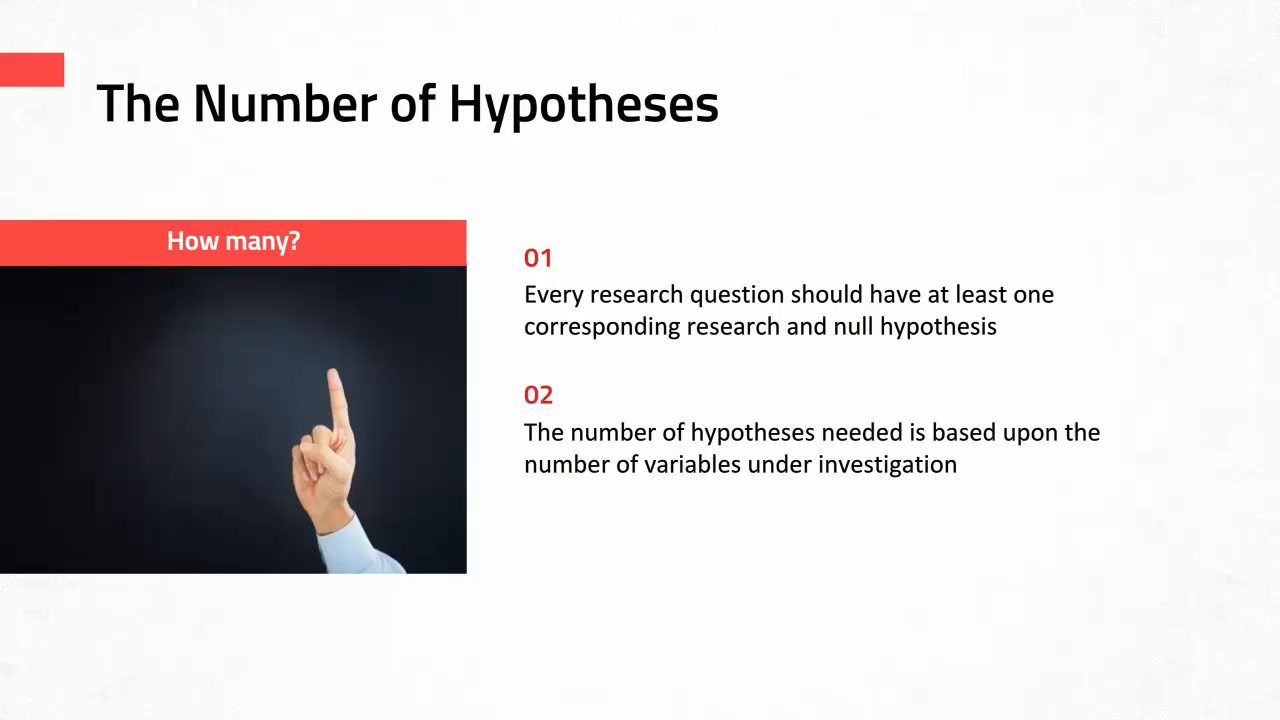 The Number of Hypotheses
How many?
01
Every research question should have at least one
corresponding research and null hypothesis
02
The number of hypotheses needed is based upon the
number of variables under investigation